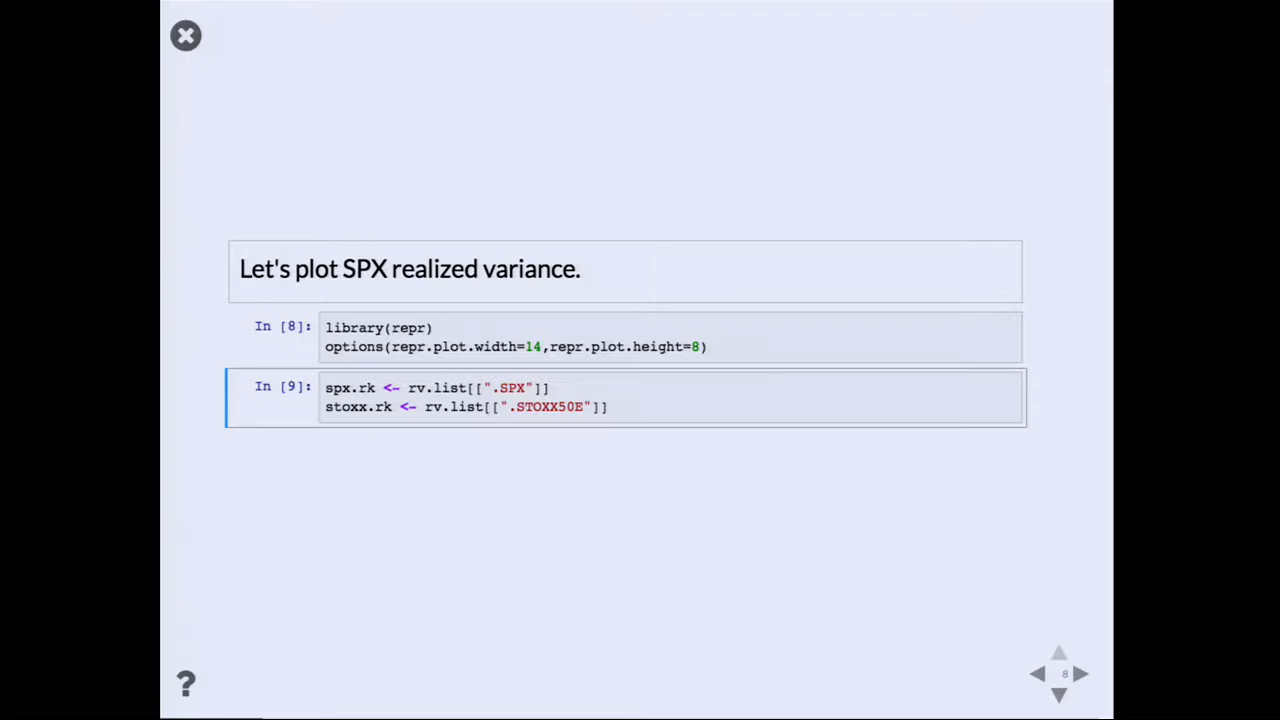 Let's plot SPX realized variance.
In [8]: library(repr)
options(repr.plot.width=14,repr.plot.height=8)
In [9]: spx.rk <- rv.list[[".SPX"]]
stoxx.rk <- rv.list[[".STOXX50E"]]
?
8